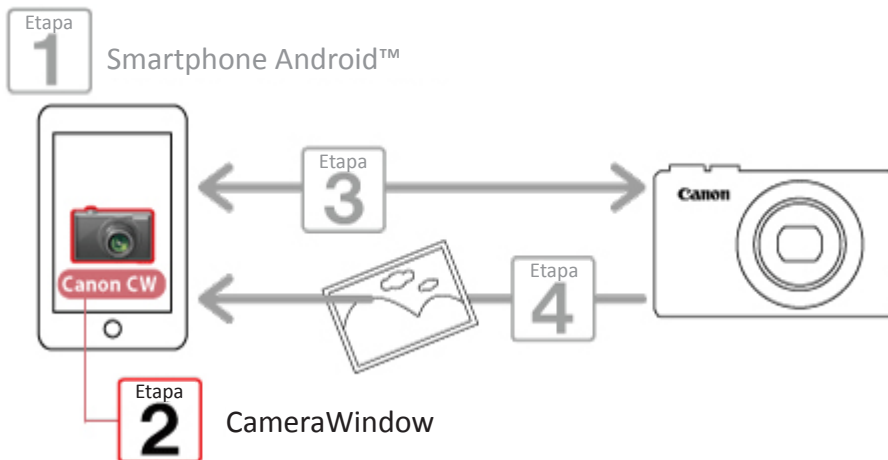 Etapa
1
Smartphone Android™
Etapa
3
Canon
Canon CW
Etapa
4
Etapa
2
CameraWindow